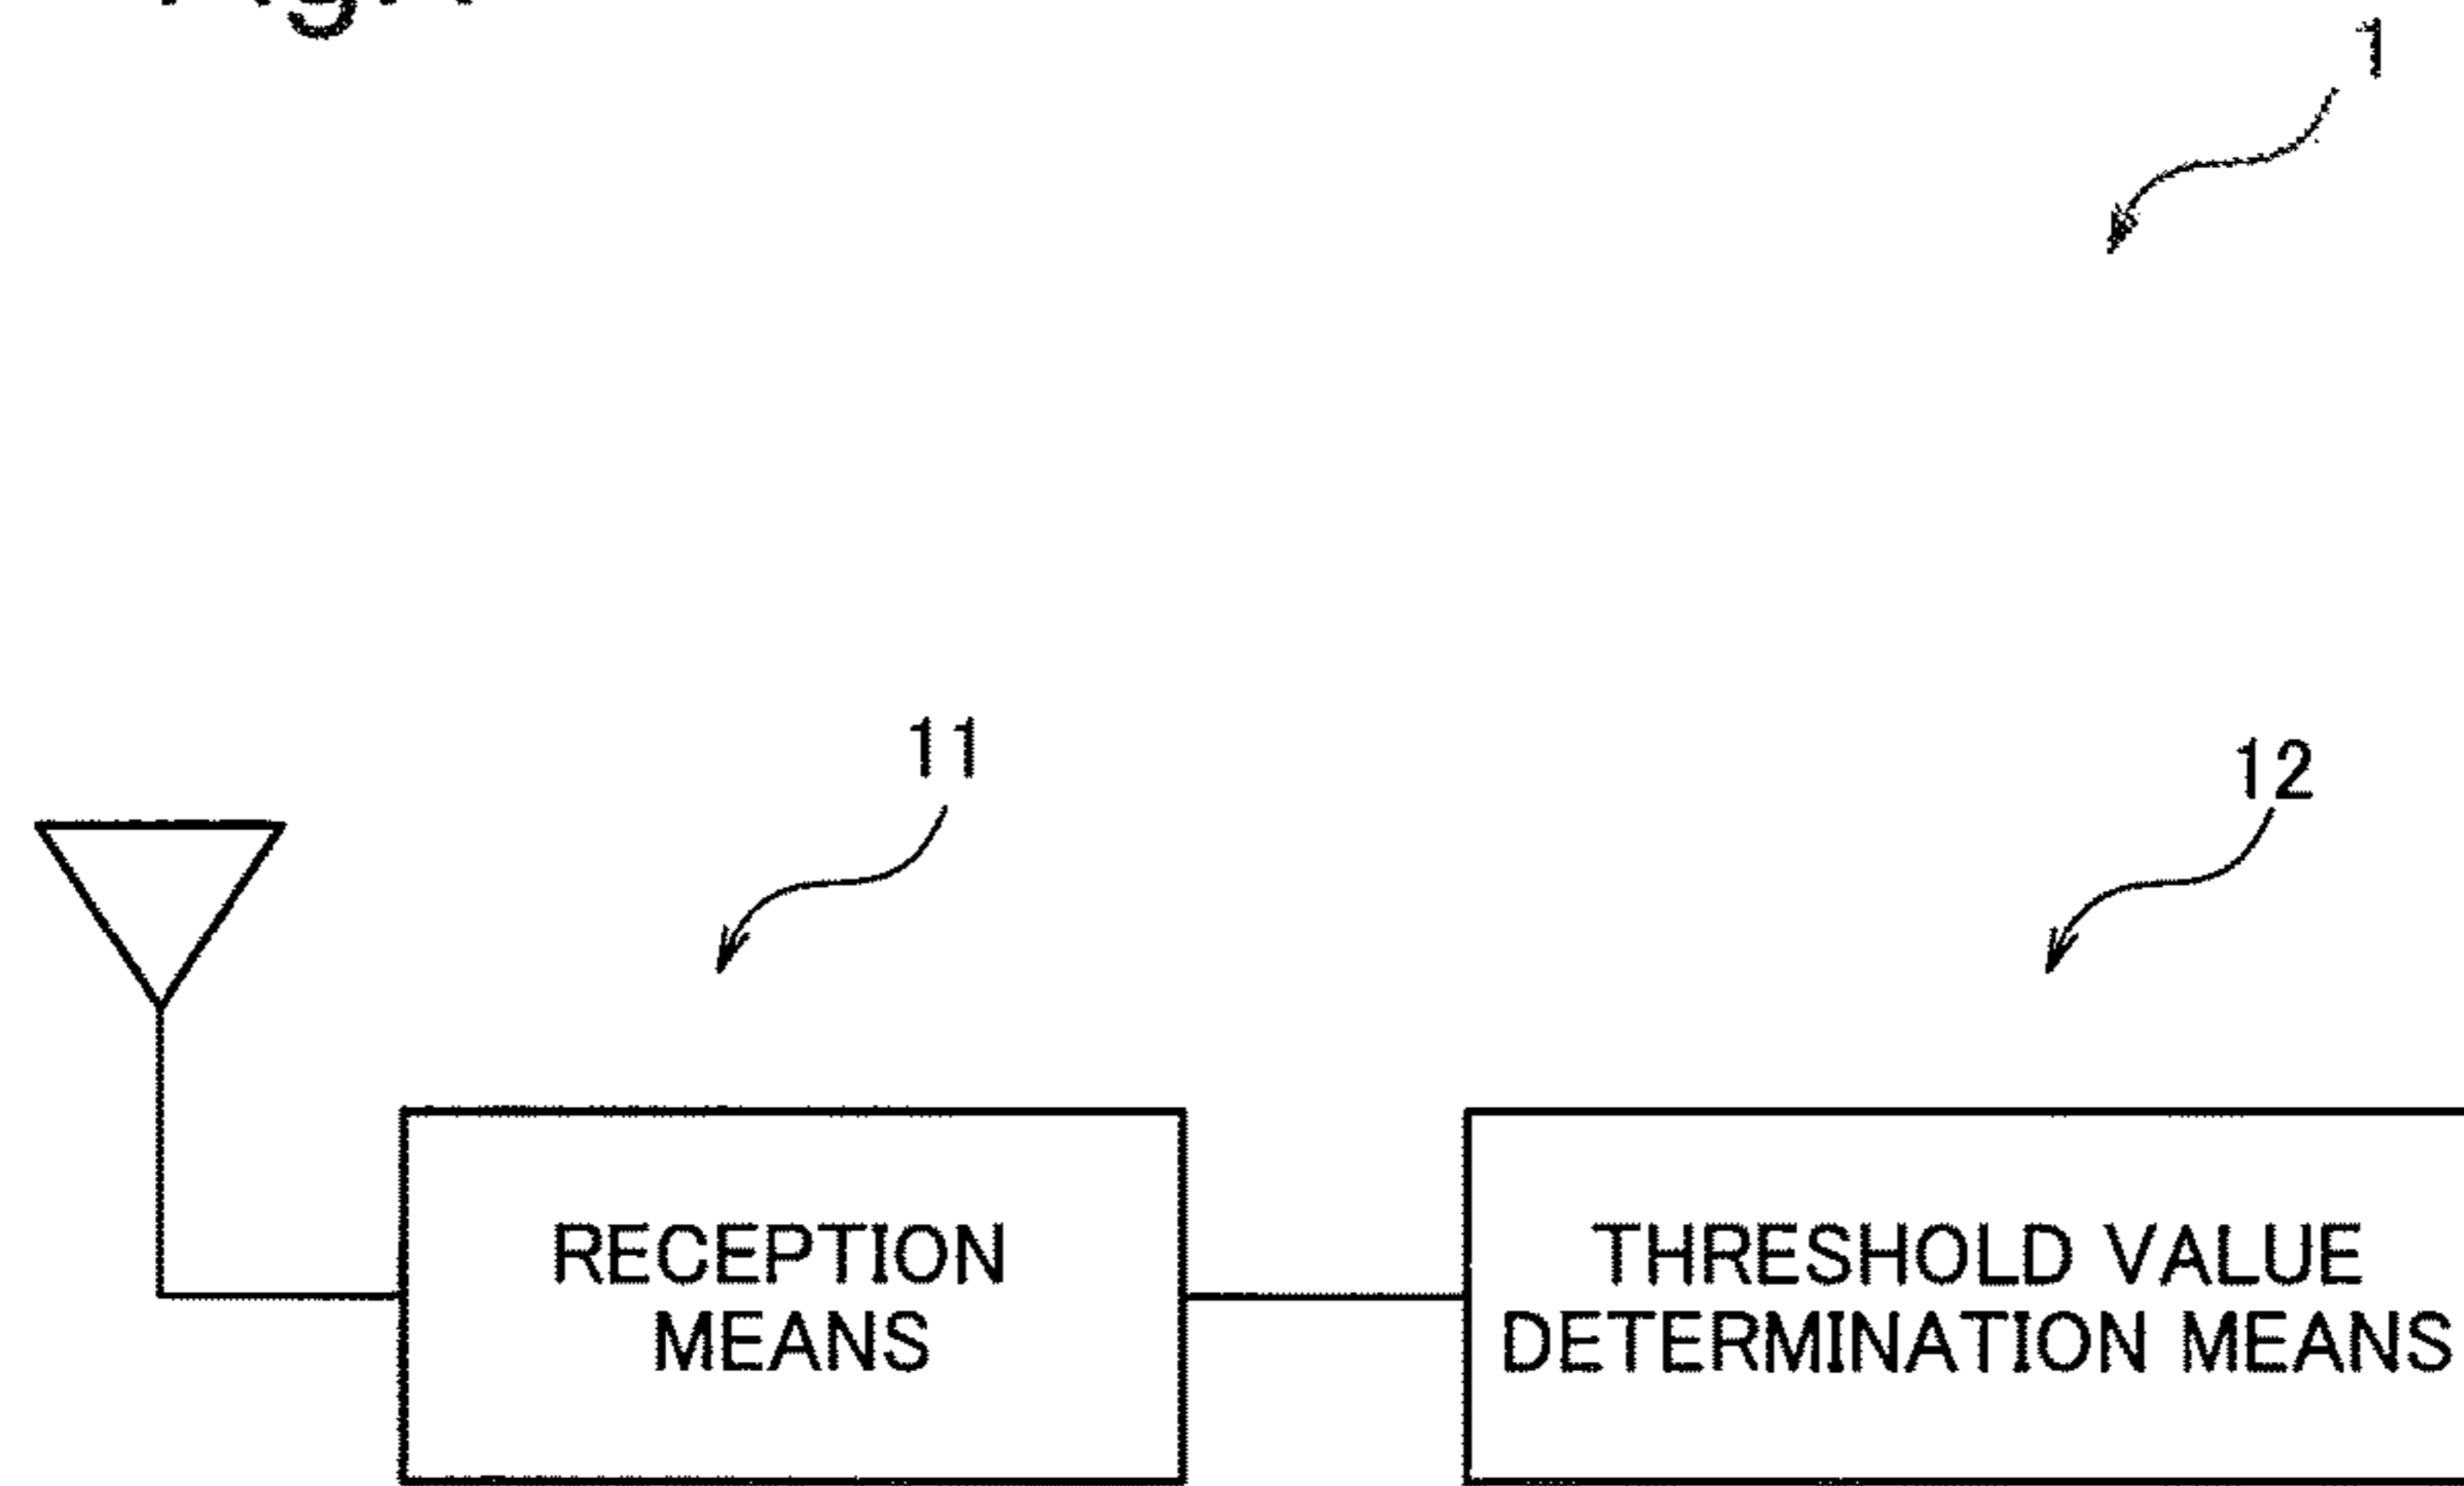 1
11
12
RECEPTION
MEANS
THRESHOLD VALUE
DETERMINATION MEANS